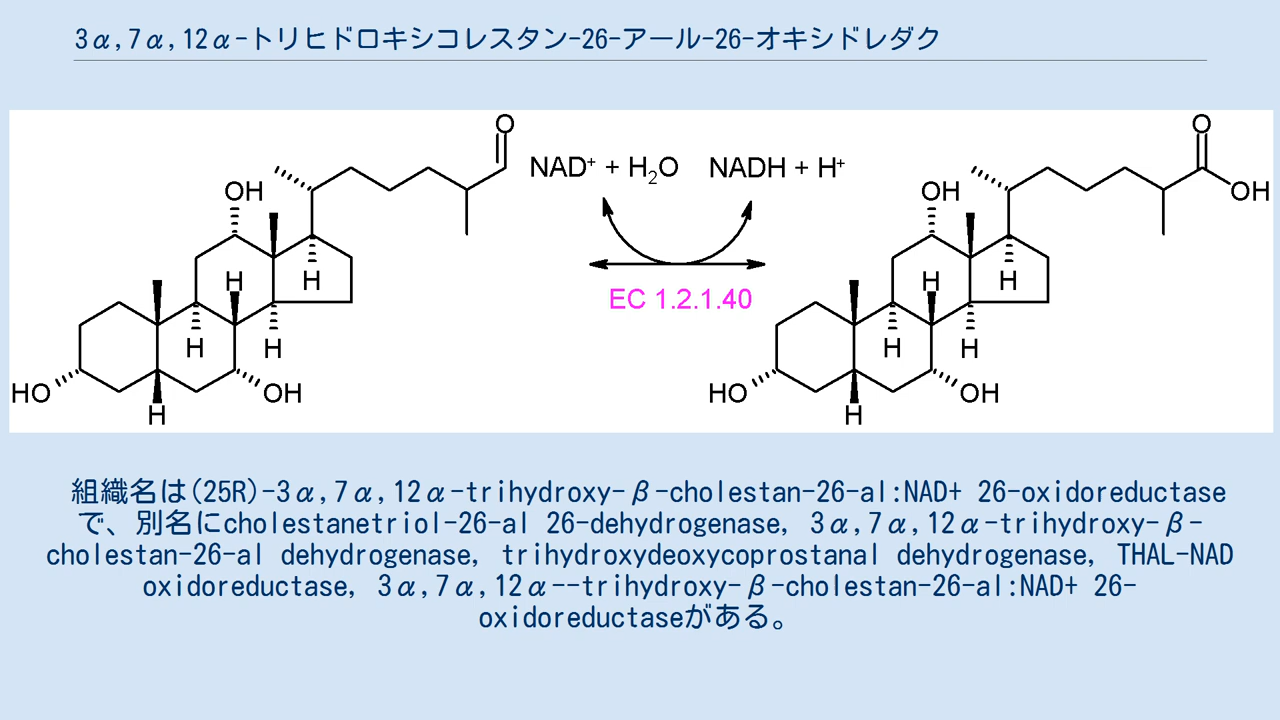 3α,7α,12α-トリヒドロキシコレスタン-26-アール-26-オキシドレダク
O
OH
H
H
H
H
H
HO
OH
NAD⁺ + H₂O NADH + H⁺
EC 1.2.1.40
O
OH
OH
H
H
H
H
H
HO
OH
組織名は(25R)-3α,7α,12α-trihydroxy-β-cholestan-26-al:NAD+ 26-oxidoreductase
で、別名にcholestanetriol-26-al 26-dehydrogenase, 3α,7α,12α-trihydroxy-β-
cholestan-26-al dehydrogenase, trihydroxydeoxycoprostanal dehydrogenase, THAL-NAD
oxidoreductase, 3α,7α,12α--trihydroxy-β-cholestan-26-al:NAD+ 26-
oxidoreductaseがある。